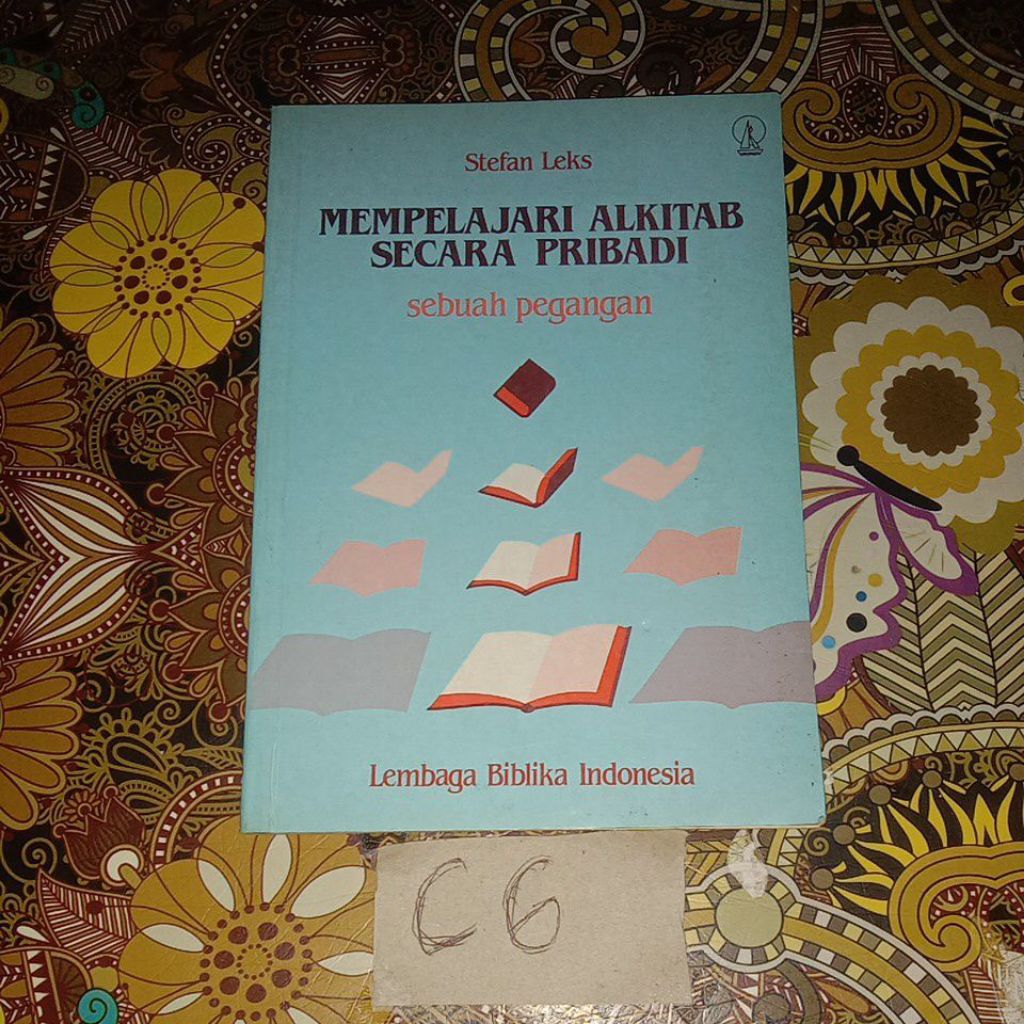 Stefan Leks
MEMPELAJARI ALKITAB
SECARA PRIBADI
sebuah pegangan
Lembaga Biblika Indonesia
C6